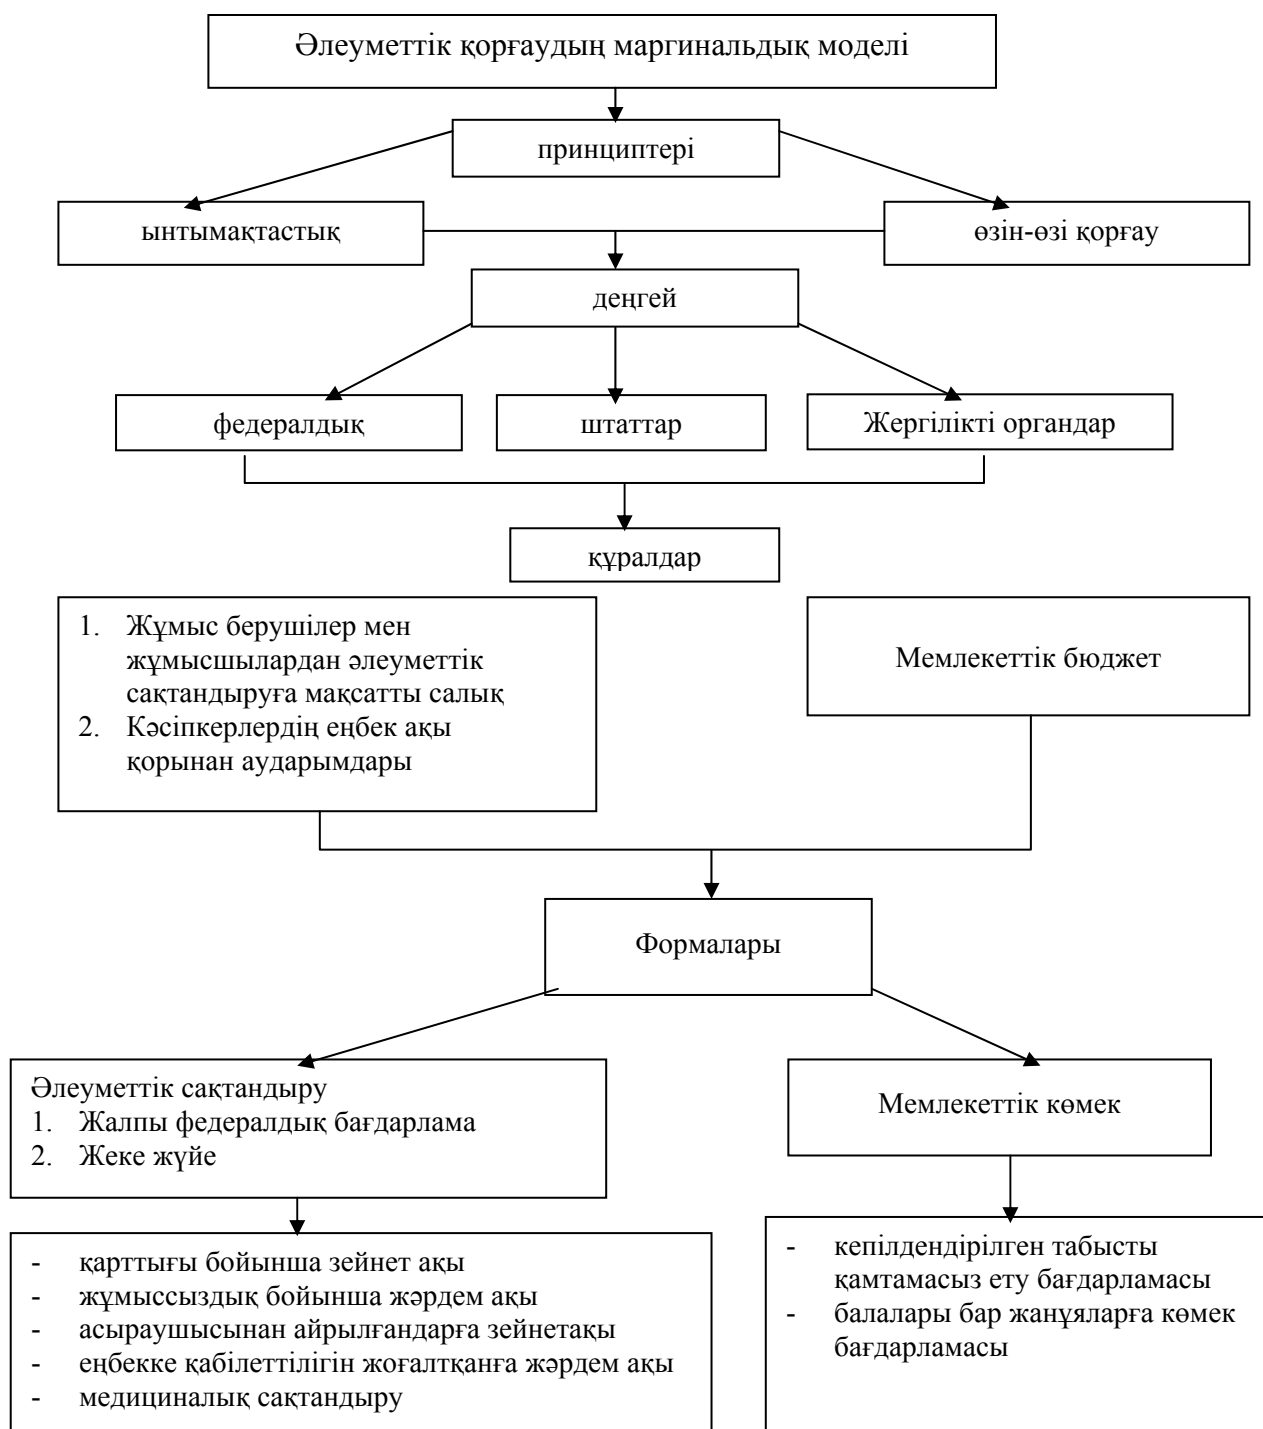 Әлеуметтік қорғаудың маргинальдық моделі
принциптері
ынтымақтастық
өзін-өзі қорғау
деңгей
федералдық
штаттар
Жергілікті органдар
құралдар
1. Жұмыс берушілер мен
жұмысшылардан әлеуметтік
сақтандыруға мақсатты салық
2. Кәсіпкерлердің еңбек ақы
қорынан аударымдары
Мемлекеттік бюджет
Формалары
Әлеуметтік сақтандыру
1. Жалпы федералдық бағдарлама
2. Жеке жүйе
Мемлекеттік көмек
- қарттығы бойынша зейнет ақы
- жұмыссыздық бойынша жәрдем ақы
- асыраушысынан айрылғандарға зейнетақы
- еңбекке қабілеттілігін жоғалтқанға жәрдем ақы
- медициналық сақтандыру
- кепілдендірілген табысты
қамтамасыз ету бағдарламасы
- балалары бар жанұяларға көмек
бағдарламасы